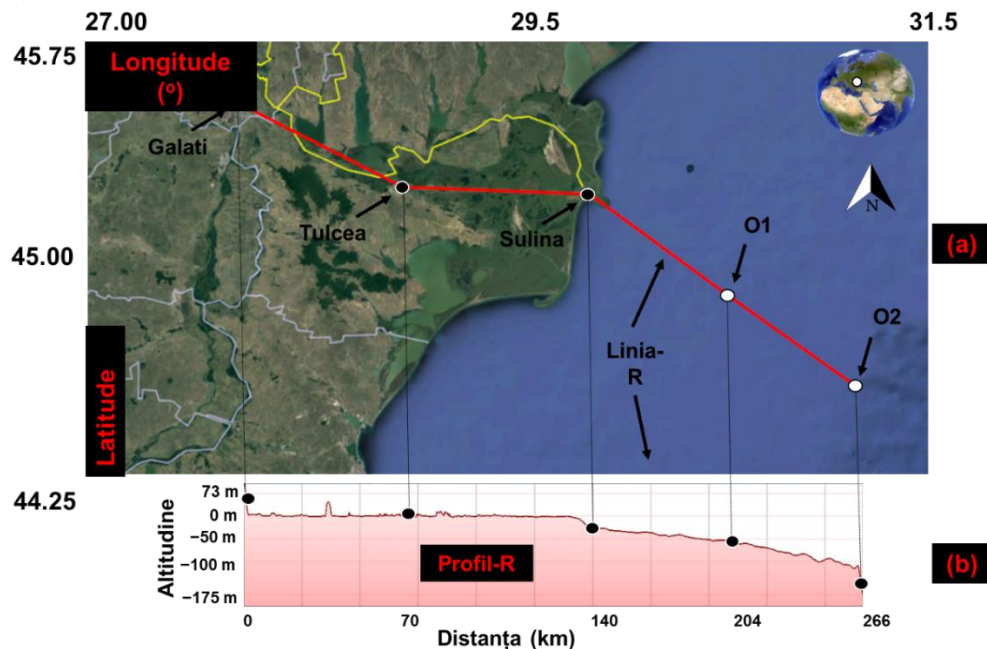 27.00 29.5 31.5
45.75
Longitude
(º)
Galati
N
Tulcea
Sulina
O1
45.00
(a)
O2
Linia-
R
Latitude
44.25
73 m
0 m
−50 m
−100 m
−175 m
Altitudine
Profil-R
(b)
0 70 140 204 266
Distanța (km)